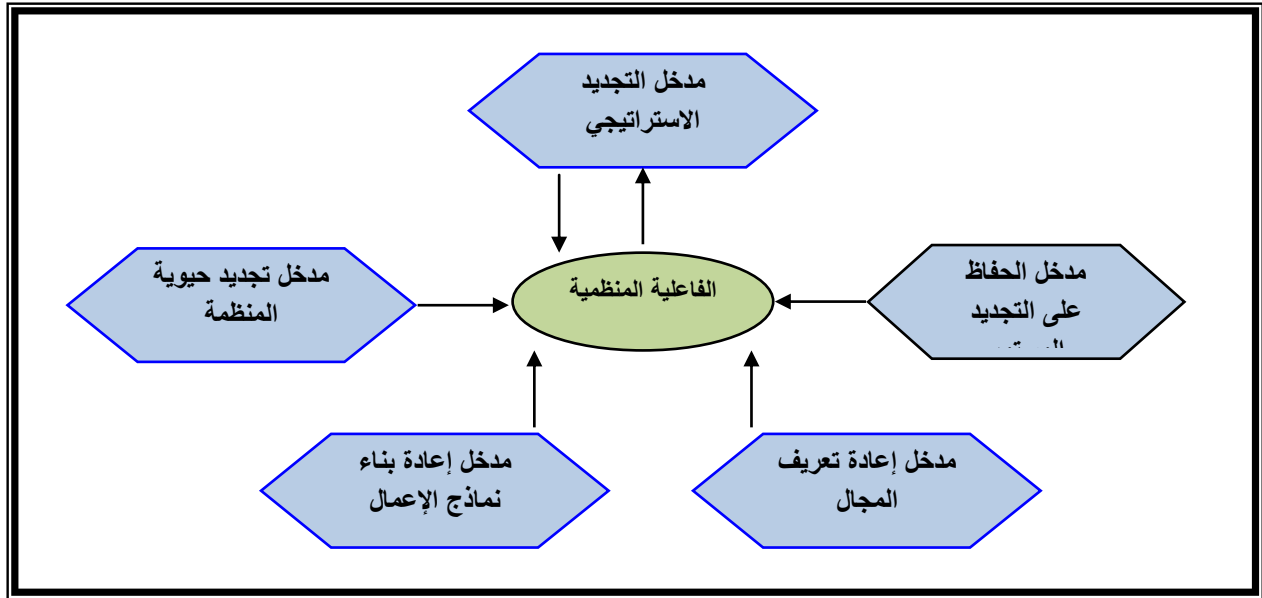 مدخل التجديد
الاستراتيجي
مدخل الحفاظ
على التجديد
مدخل تجديد حيوية
المنظمة
الفاعلية المنظمية
مدخل إعادة بناء
نماذج الإعمال
مدخل إعادة تعريف
المجال